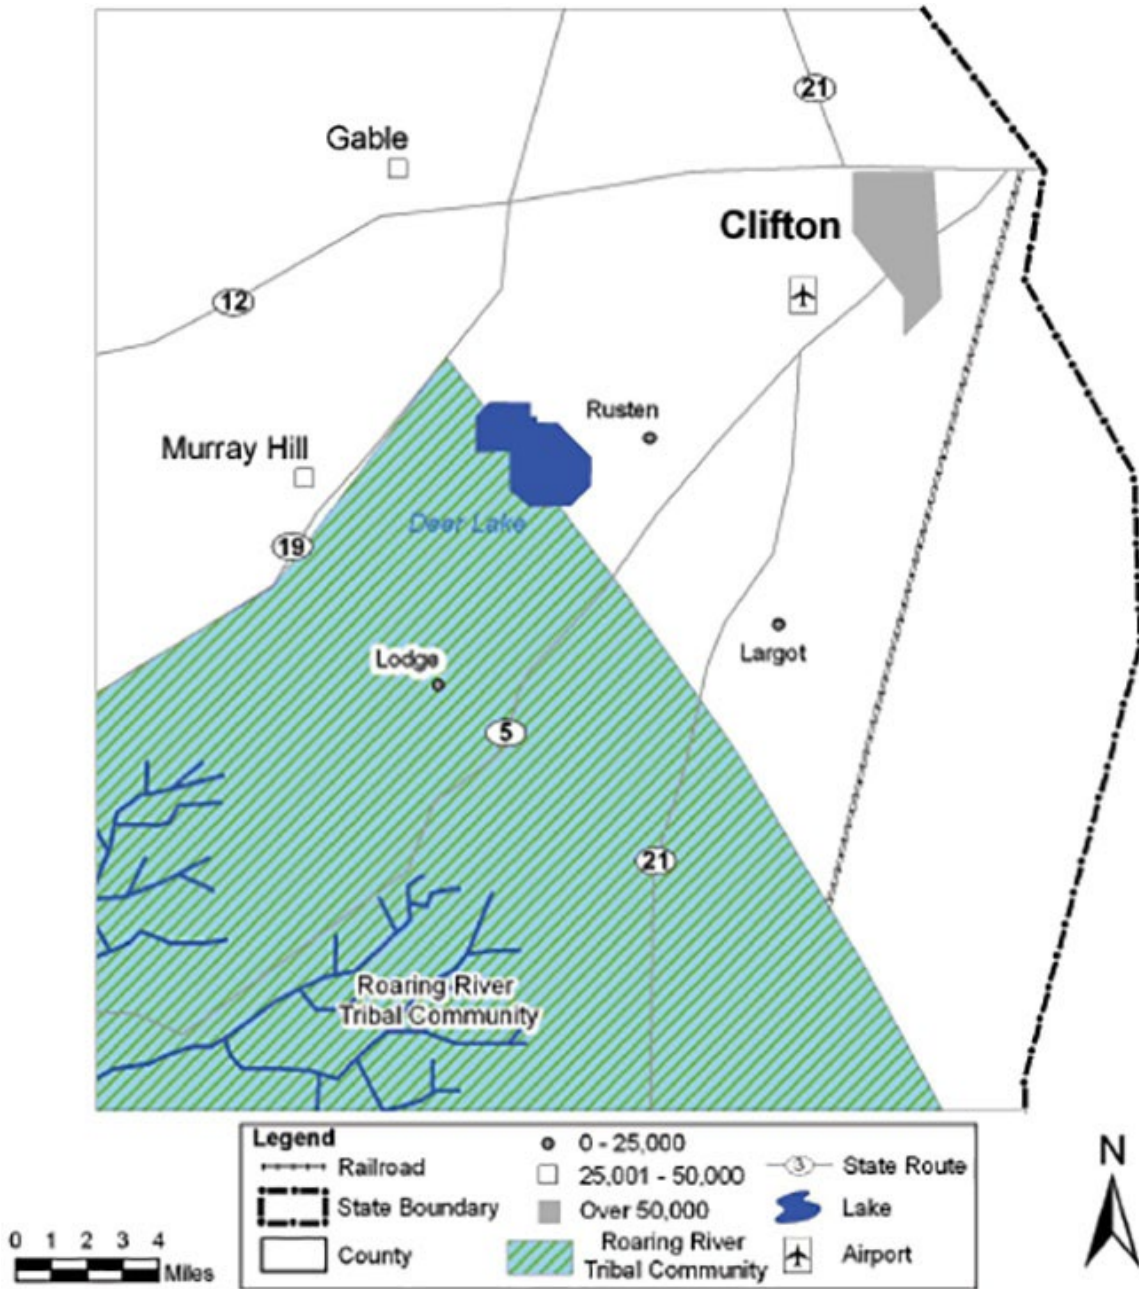 21
Gable
Clifton
12
Rusten
Murray Hill
Deer Lake
19
Largot
Lodge
5
21
Roaring River
Tribal Community
Legend
Railroad
State Boundary
County
0 - 25,000
25,001 - 50,000
Over 50,000
Roaring River
Tribal Community
3 State Route
Lake
Airport
N
0 1 2 3 4
Miles